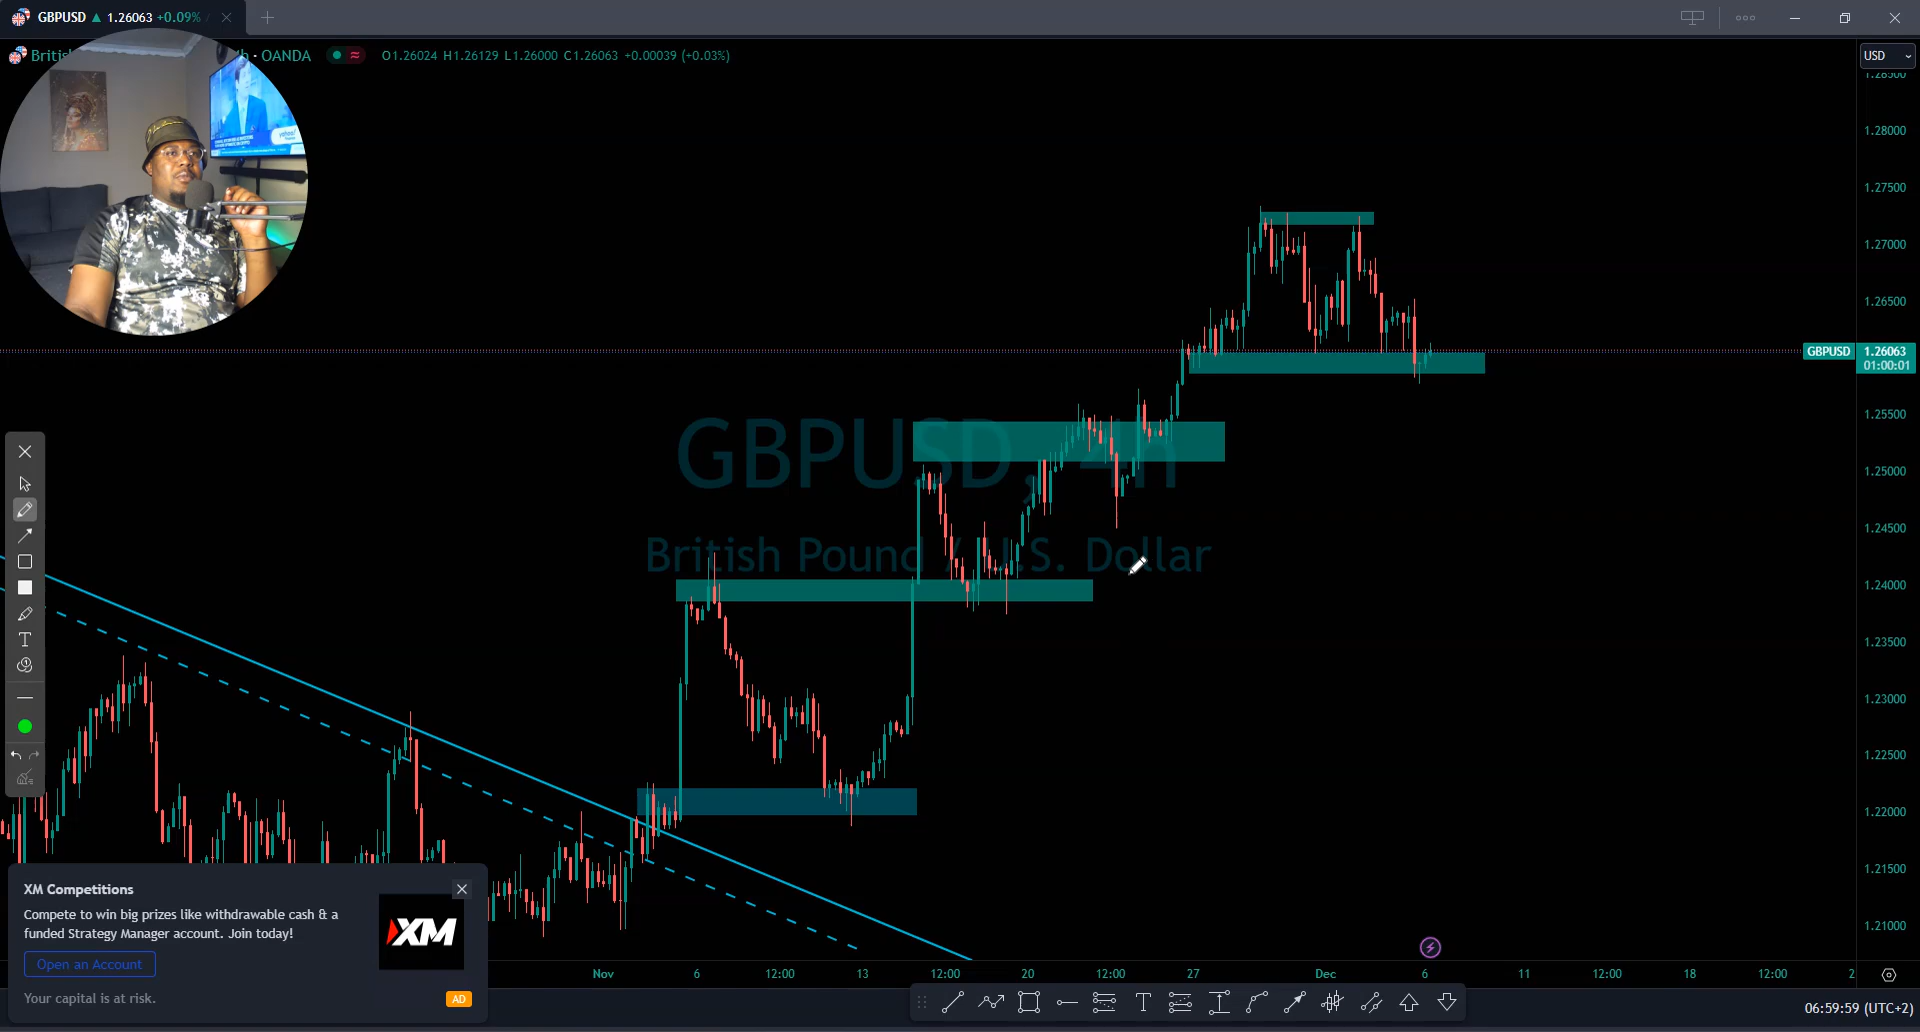 GBPUSD ▲ 1.26063 +0.09% /
Britis
h · OANDA
O1.26024 H1.26129 L1.26000 C1.26063 +0.00039 (+0.03%)
USD
1.28500
1.28000
1.27500
1.27000
1.26500
GBPUSD
1.26063
01:00:01
1.25500
1.25000
1.24500
1.24000
1.23500
1.23000
1.22500
1.22000
1.21500
1.21000
GBPUSD, 4h
British Pound / U.S. Dollar
XM Competitions
Compete to win big prizes like withdrawable cash & a
funded Strategy Manager account. Join today!
Open an Account
Your capital is at risk.
AD
XM
Nov 6 12:00 13 12:00 20 12:00 27 Dec 6 11 12:00 18 12:00 2
06:59:59 (UTC+2)